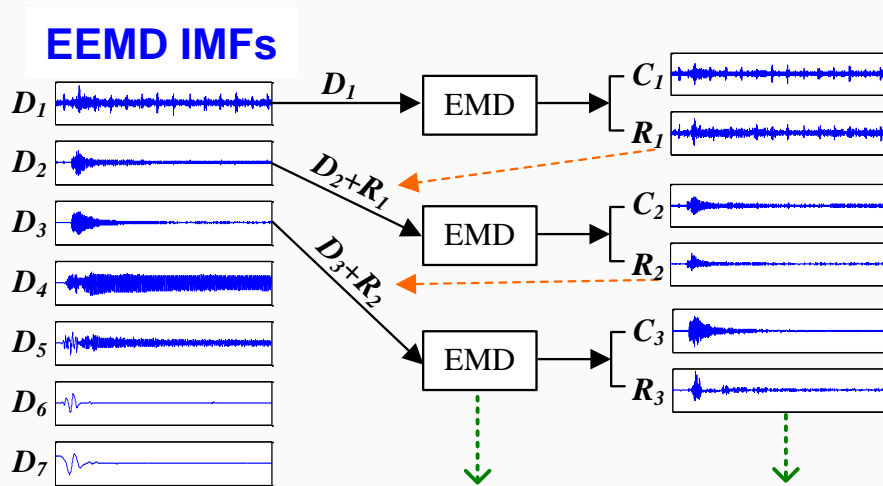 EEMD IMFs
D1
D1
EMD
C1
R1
D2
D2+R1
EMD
C2
R2
D3
D3+R2
D4
D5
EMD
C3
R3
D6
D7